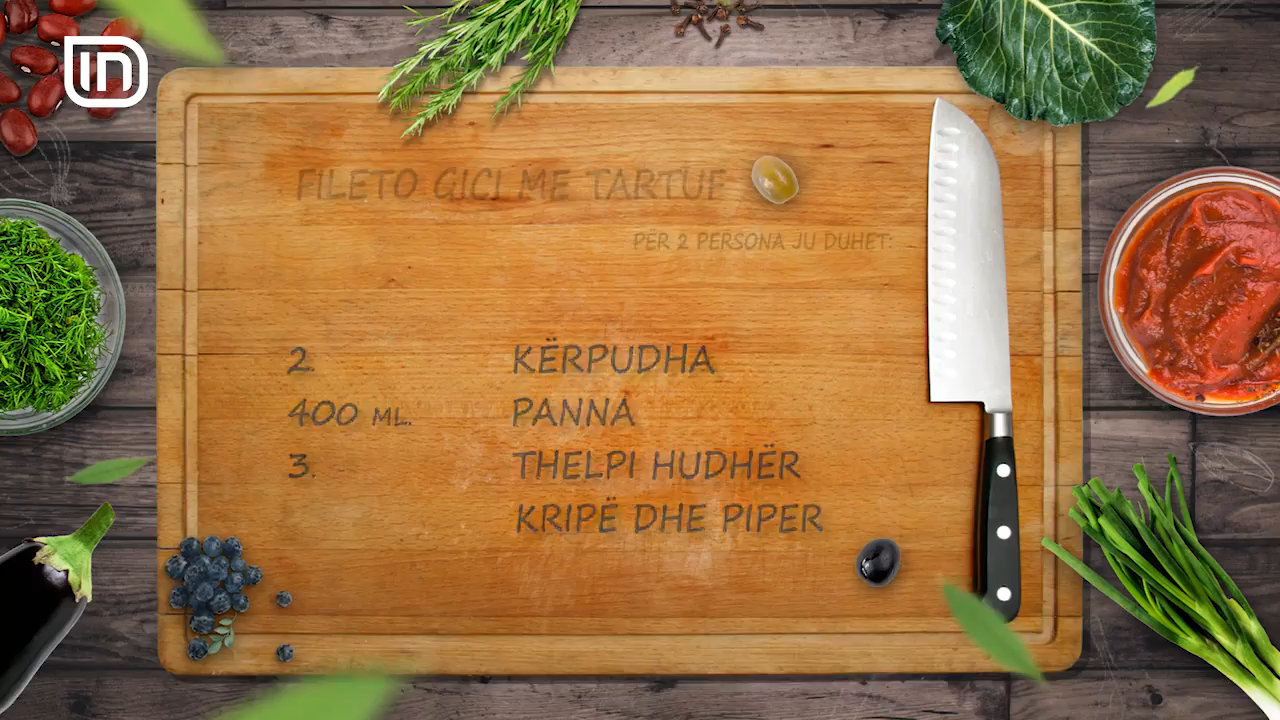 IN
FILETO GICI ME TARTUF
PËR 2 PERSONA JU DUHET:
2. KËRPUDHA
400 ML. PANNA
3. THELPI HUDHËR
KRIPË DHE PIPER